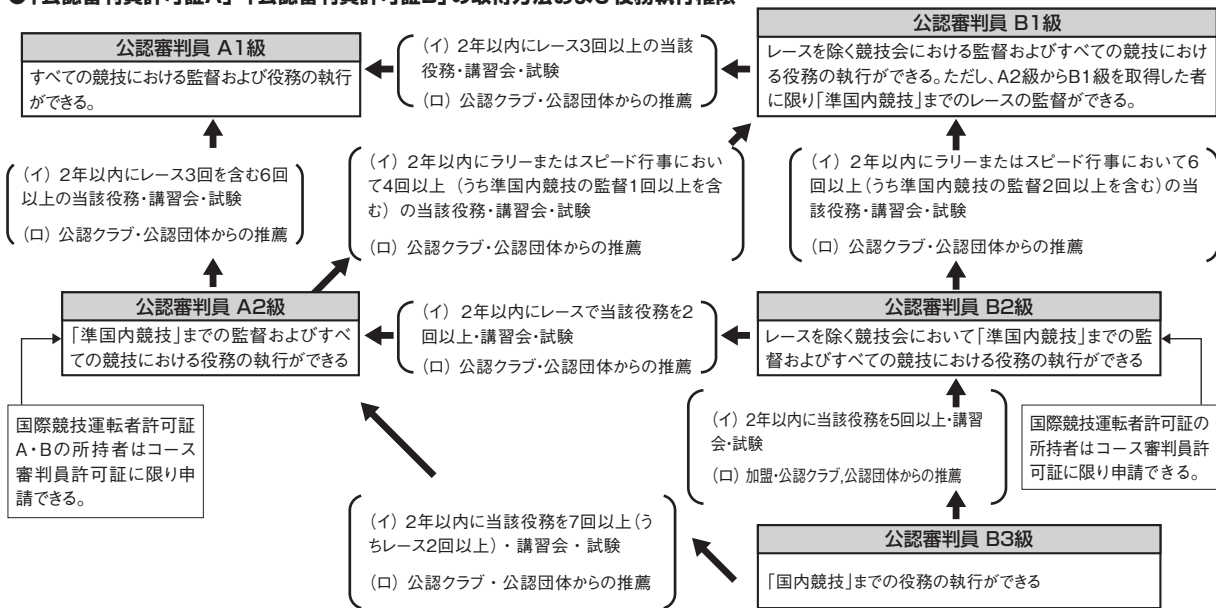 ●「公認審判員許可証A」「公認審判員許可証B」の取得方法および役務執行権限
公認審判員 A1級
すべての競技における監督および役務の執行
ができる。
(イ) 2年以内にレース3回以上の当該
役務・講習会・試験
(ロ) 公認クラブ・公認団体からの推薦
公認審判員 B1級
レースを除く競技会における監督およびすべての競技におけ
る役務の執行ができる。ただし、A2級からB1級を取得した者
に限り「準国内競技」までのレースの監督ができる。
(イ) 2年以内にレース3回を含む6回
以上の当該役務・講習会・試験
(ロ) 公認クラブ・公認団体からの推薦
(イ) 2年以内にラリーまたはスピード行事におい
て4回以上 (うち準国内競技の監督1回以上を含
む) の当該役務・講習会・試験
(ロ) 公認クラブ・公認団体からの推薦
(イ) 2年以内にラリーまたはスピード行事において6
回以上(うち準国内競技の監督2回以上を含む)の当
該役務・講習会・試験
(ロ) 公認クラブ・公認団体からの推薦
公認審判員 A2級
「準国内競技」までの監督およびすべ
ての競技における役務の執行ができる
(イ) 2年以内にレースで当該役務を2
回以上・講習会・試験
(ロ) 公認クラブ・公認団体からの推薦
公認審判員 B2級
レースを除く競技会において「準国内競技」までの監
督およびすべての競技における役務の執行ができる
国際競技運転者許可証
A・Bの所持者はコース
審判員許可証に限り申
請できる。
(イ) 2年以内に当該役務を5回以上・講習
会・試験
(ロ) 加盟・公認クラブ,公認団体からの推薦
国際競技運転者許可証の
所持者はコース審判員許
可証に限り申請できる。
(イ) 2年以内に当該役務を7回以上(う
ちレース2回以上)・講習会・試験
(ロ) 公認クラブ・公認団体からの推薦
公認審判員 B3級
「国内競技」までの役務の執行ができる